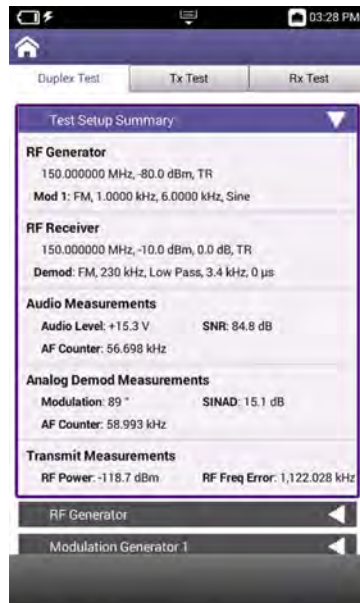 03:28 PM
Duplex Test Tx Test Rx Test
Test Setup Summary
RF Generator
150.000000 MHz, -80.0 dBm, TR
Mod 1: FM, 1.0000 kHz, 6.0000 kHz, Sine
RF Receiver
150.000000 MHz, -10.0 dBm, 0.0 dB, TR
Demod: FM, 230 kHz, Low Pass, 3.4 kHz, 0 µs
Audio Measurements
Audio Level: +15.3 V SNR: 84.8 dB
AF Counter: 56.698 kHz
Analog Demod Measurements
Modulation: 89 ° SINAD: 15.1 dB
AF Counter: 58.993 kHz
Transmit Measurements
RF Power: -118.7 dBm RF Freq Error: 1,122.028 kHz
RF Generator
Modulation Generator 1